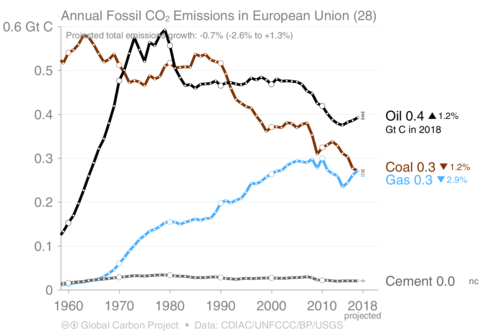 Annual Fossil CO₂ Emissions in European Union (28)
0.6 Gt C
Projected total emissions growth: -0.7% (-2.6% to +1.3%)
0.5
0.4
0.3
0.2
0.1
0
Oil 0.4 ▲1.2%
Gt C in 2018
Coal 0.3 ▼1.2%
Gas 0.3 ▼2.9%
Cement 0.0 nc
1960 1970 1980 1990 2000 2010 2018
projected
Global Carbon Project • Data: CDIAC/UNFCCC/BP/USGS